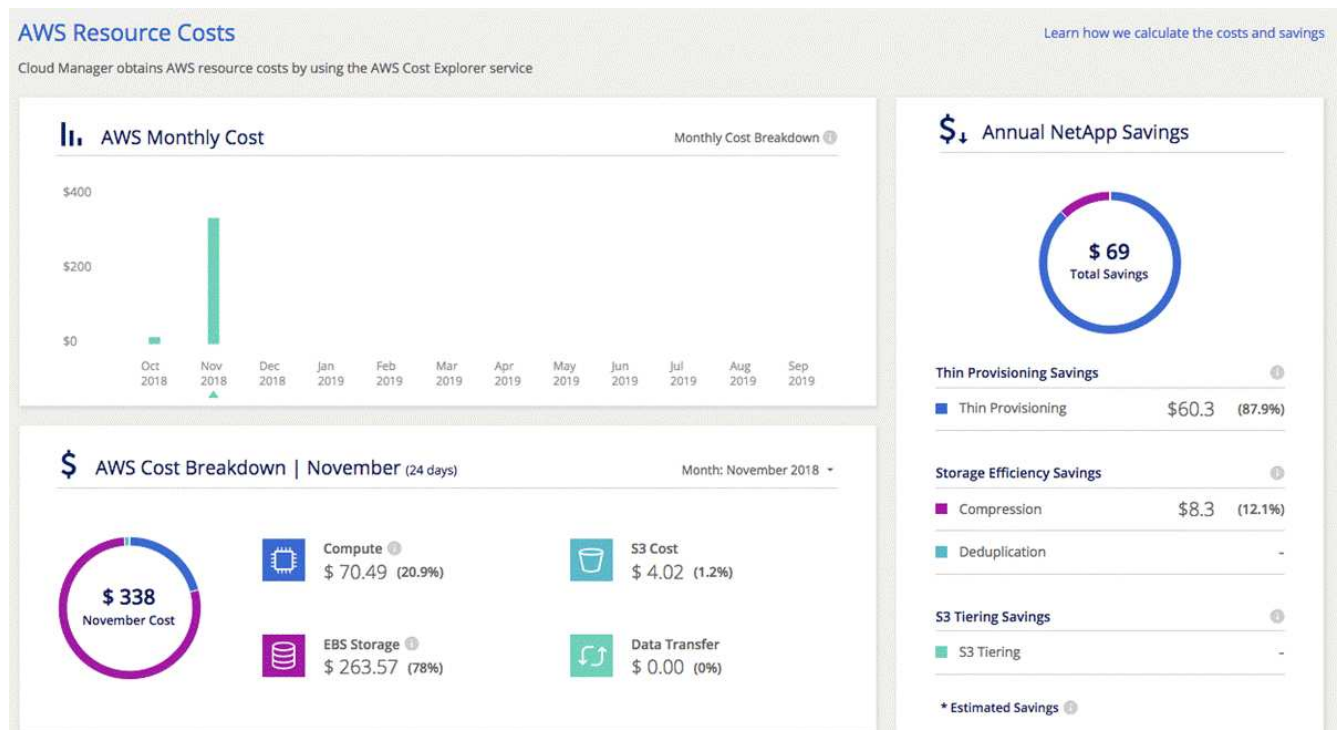 AWS Resource Costs
Learn how we calculate the costs and savings
Cloud Manager obtains AWS resource costs by using the AWS Cost Explorer service
AWS Monthly Cost
Monthly Cost Breakdown
$400
$200
$0
Oct Nov Dec Jan Feb Mar Apr May Jun Jul Aug Sep
2018 2018 2018 2019 2019 2019 2019 2019 2019 2019 2019 2019
AWS Cost Breakdown | November (24 days)
Month: November 2018
$ 338
November Cost
Compute
$ 70.49 (20.9%)
S3 Cost
$ 4.02 (1.2%)
EBS Storage
$ 263.57 (78%)
Data Transfer
$ 0.00 (0%)
Annual NetApp Savings
$ 69
Total Savings
Thin Provisioning Savings
Thin Provisioning $60.3 (87.9%)
Storage Efficiency Savings
Compression $8.3 (12.1%)
Deduplication -
S3 Tiering Savings
S3 Tiering -
* Estimated Savings